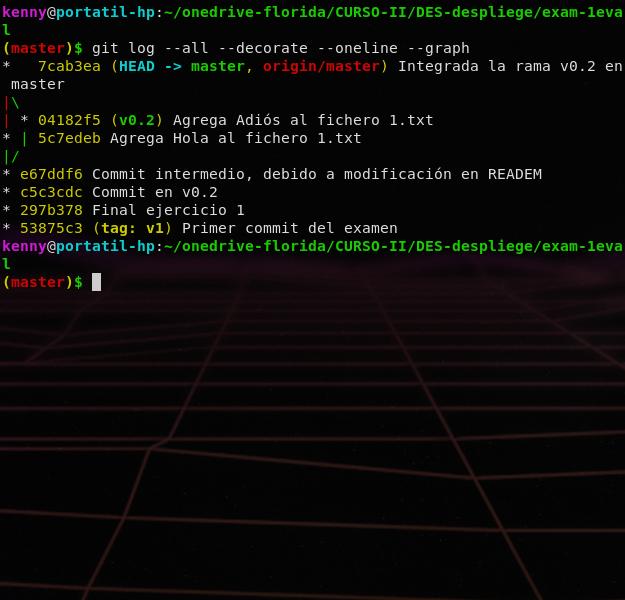 kenny@portatil-hp:~/onedrive-florida/CURSO-II/DES-despliege/exam-1eva
l
(master)$ git log --all --decorate --oneline --graph
*   7cab3ea (HEAD -> master, origin/master) Integrada la rama v0.2 en
 master
|\
| * 04182f5 (v0.2) Agrega Adiós al fichero 1.txt
* | 5c7edeb Agrega Hola al fichero 1.txt
|/
* e67ddf6 Commit intermedio, debido a modificación en READEM
* c5c3cdc Commit en v0.2
* 297b378 Final ejercicio 1
* 53875c3 (tag: v1) Primer commit del examen
kenny@portatil-hp:~/onedrive-florida/CURSO-II/DES-despliege/exam-1eva
l
(master)$